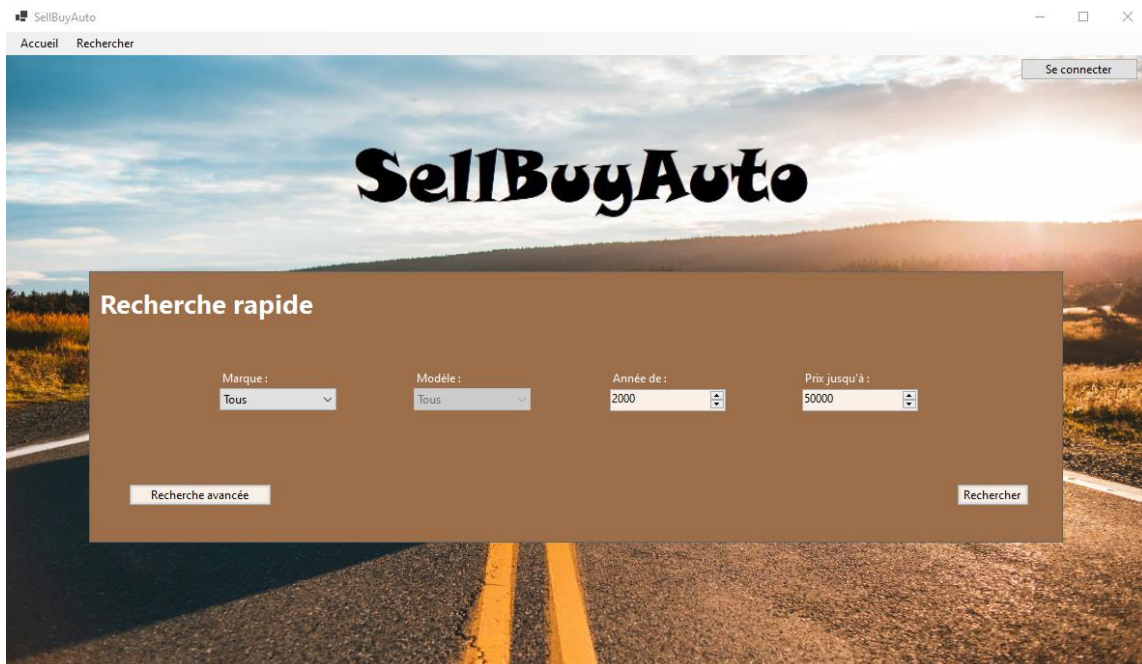 SellBuyAuto
Accueil Rechercher
Se connecter
SellBuyAuto
Recherche rapide
Marque : Modèle : Année de : Prix jusqu'à :
Tous Tous 2000 50000
Recherche avancée Rechercher